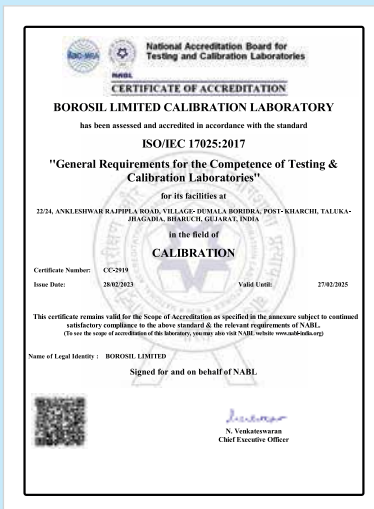 National Accreditation Board for
Testing and Calibration Laboratories
NABL
CERTIFICATE OF ACCREDITATION
BOROSIL LIMITED CALIBRATION LABORATORY
has been assessed and accredited in accordance with the standard
ISO/IEC 17025:2017
"General Requirements for the Competence of Testing &
Calibration Laboratories"
for its facilities at
22/24, ANKLESHWAR RAJPIPLA ROAD, VILLAGE- DUMALA BORIDRA, POST- KHARCHI, TALUKA-
JHAGADIA, BHARUCH, GUJARAT, INDIA
in the field of
CALIBRATION
Certificate Number: CC-2919
Issue Date: 28/02/2023 Valid Until: 27/02/2025
This certificate remains valid for the Scope of Accreditation as specified in the annexure subject to continued
satisfactory compliance to the above standard & the relevant requirements of NABL.
(To see the scope of accreditation of this laboratory, you may also visit NABL website www.nabl-india.org)
Name of Legal Identity : BOROSIL LIMITED
Signed for and on behalf of NABL
N. Venkateswaran
Chief Executive Officer